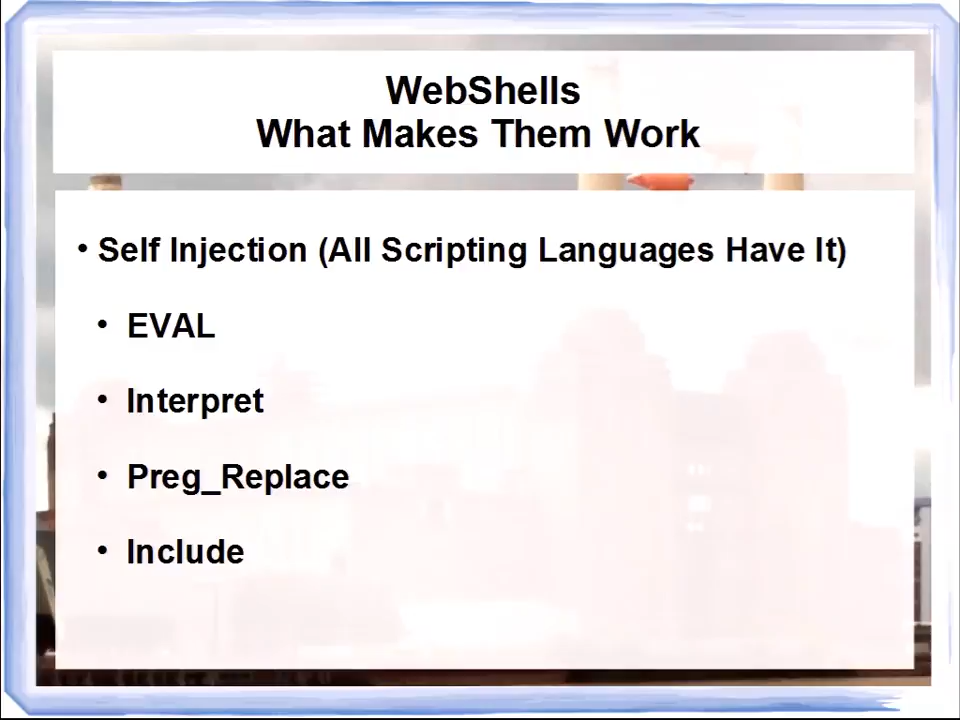 WebShells
What Makes Them Work
• Self Injection (All Scripting Languages Have It)
• EVAL
• Interpret
• Preg_Replace
• Include